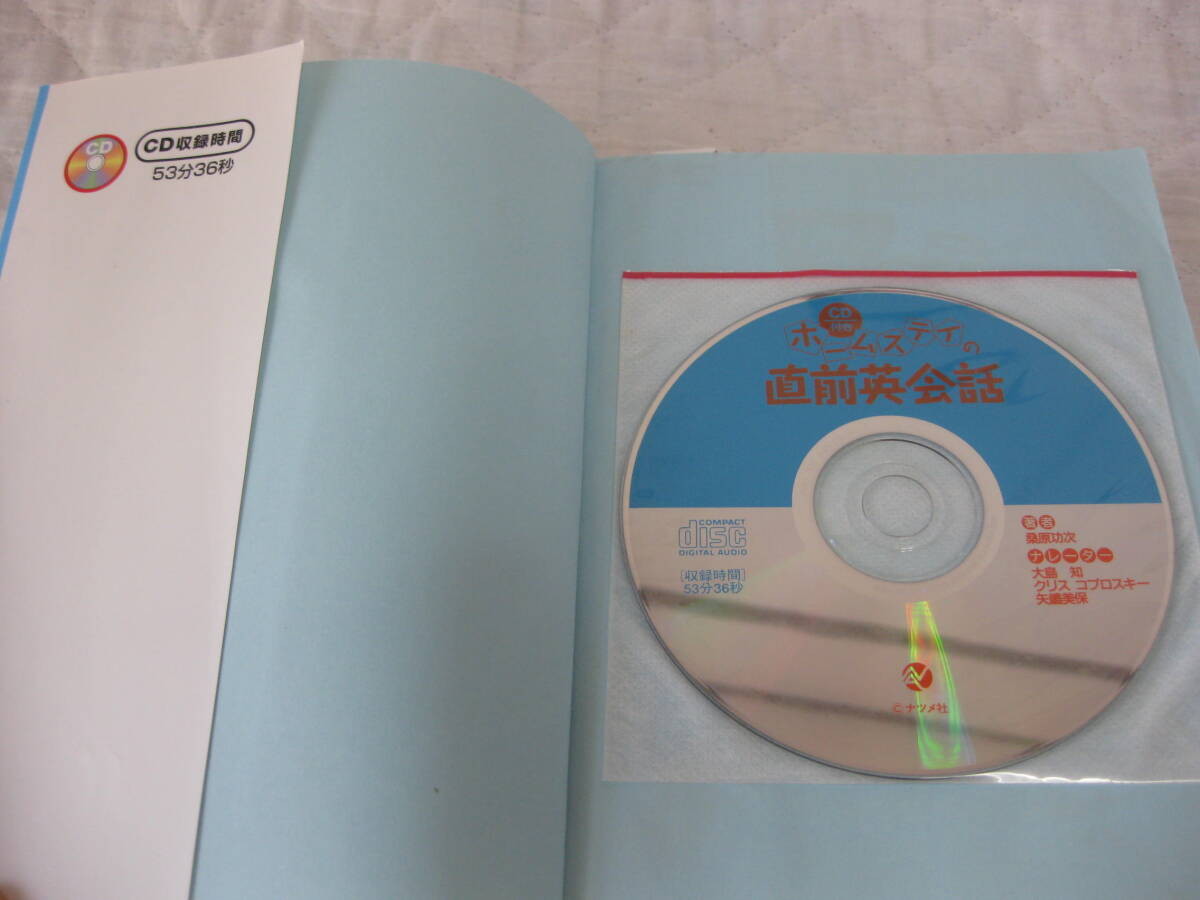 CD
CD収録時間
53分36秒
CD
付き
ホームステイの
直前英会話
COMPACT
disc
DIGITAL AUDIO
[収録時間]
53分36秒
著者
桑原功次
ナレーター
大島 知
クリス コプロスキー
矢嶋美保
© ナツメ社